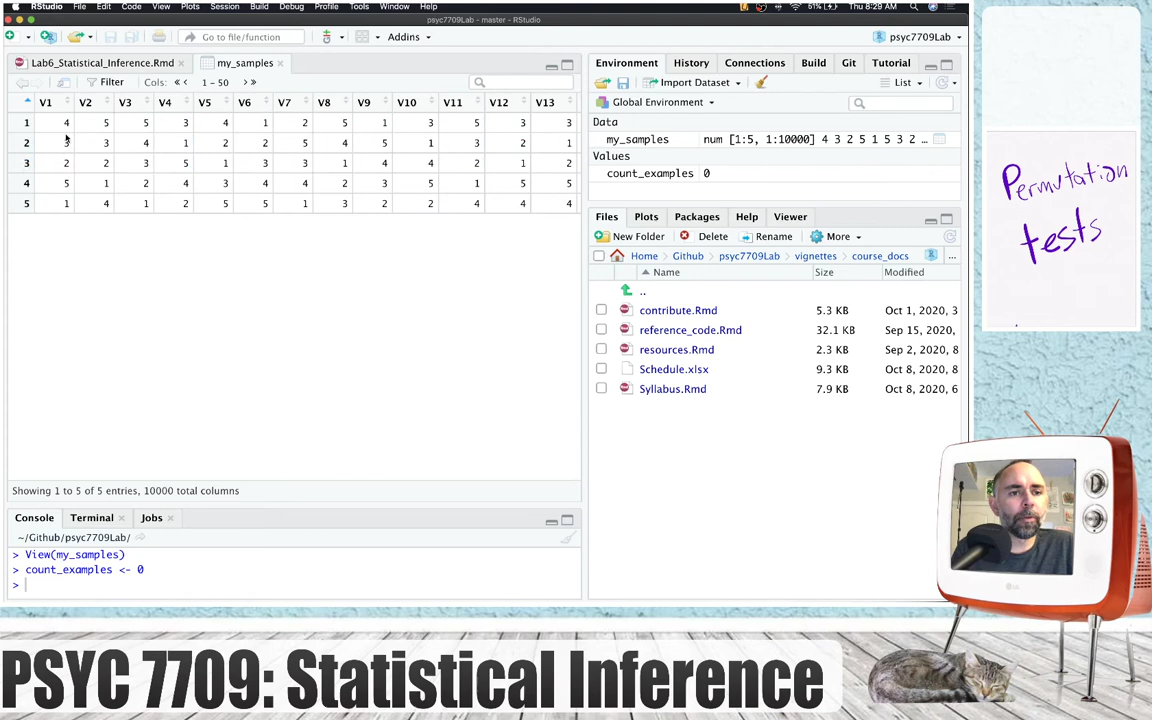 RStudio File Edit Code View Plots Session Build Debug Profile Tools Window Help 51% Thu 8:29 AM
psyc7709Lab - master - RStudio
Go to file/function Addins psyc7709Lab
Lab6_Statistical_Inference.Rmd my_samples
Filter Cols: 1 - 50
V1 V2 V3 V4 V5 V6 V7 V8 V9 V10 V11 V12 V13
1 4 5 5 3 4 1 2 5 1 3 5 3 3
2 3 3 4 1 2 2 5 4 5 1 3 2 1
3 2 2 3 5 1 3 3 1 4 4 2 1 2
4 5 1 2 4 3 4 4 2 3 5 1 5 5
5 1 4 1 2 5 5 1 3 2 2 4 4 4
Showing 1 to 5 of 5 entries, 10000 total columns
Console Terminal Jobs
~/Github/psyc7709Lab/
> View(my_samples)
> count_examples <- 0
>
Environment History Connections Build Git Tutorial
Import Dataset List
Global Environment
Data
my_samples num [1:5, 1:10000] 4 3 2 5 1 5 3 2 ...
Values
count_examples 0
Files Plots Packages Help Viewer
New Folder Delete Rename More
Home Github psyc7709Lab vignettes course_docs ...
Name Size Modified
..
contribute.Rmd 5.3 KB Oct 1, 2020, 3
reference_code.Rmd 32.1 KB Sep 15, 2020,
resources.Rmd 2.3 KB Sep 2, 2020, 8
Schedule.xlsx 9.3 KB Oct 8, 2020, 8
Syllabus.Rmd 7.9 KB Oct 8, 2020, 6
Permutation
tests
LG
PSYC 7709: Statistical Inference